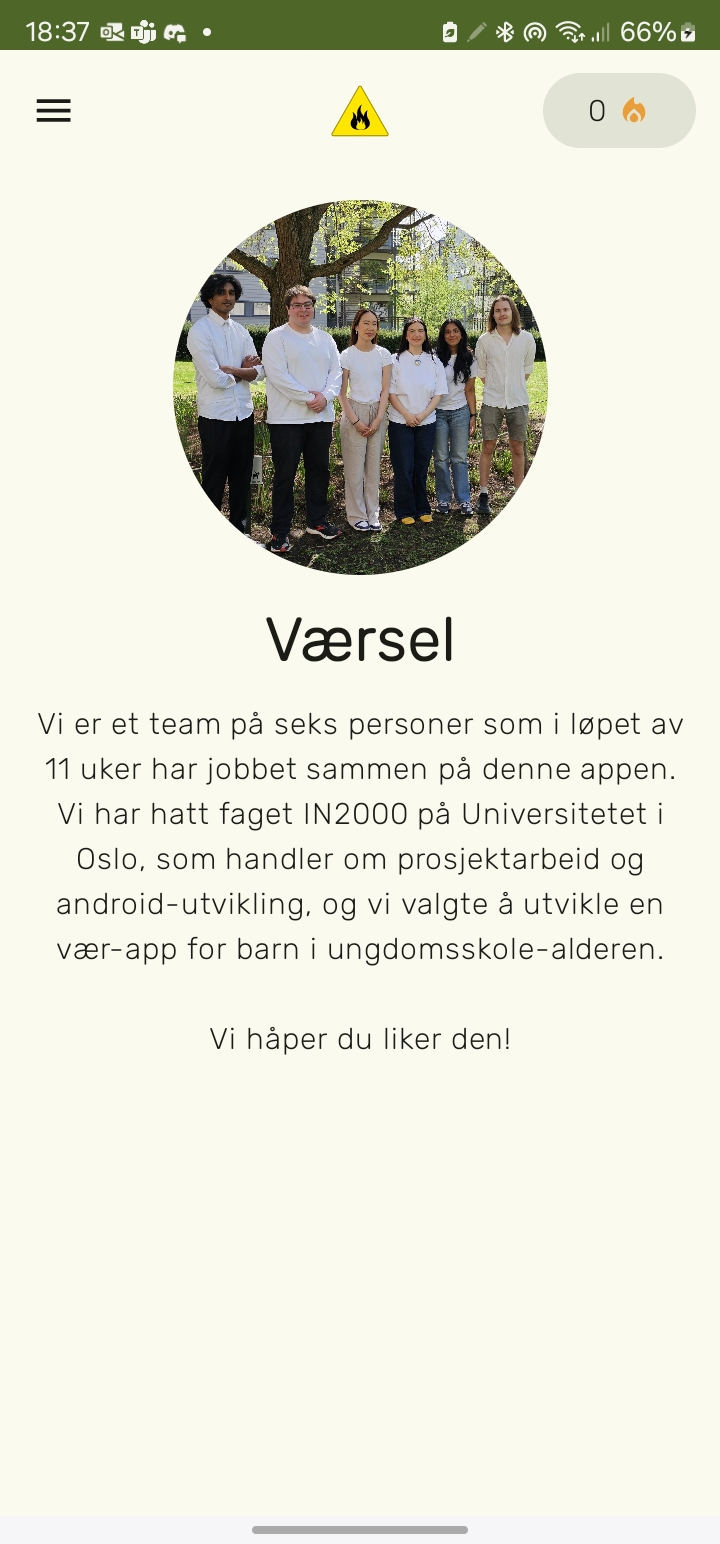 18:37
66%
0
Værsel
Vi er et team på seks personer som i løpet av
11 uker har jobbet sammen på denne appen.
Vi har hatt faget IN2000 på Universitetet i
Oslo, som handler om prosjektarbeid og
android-utvikling, og vi valgte å utvikle en
vær-app for barn i ungdomsskole-alderen.
Vi håper du liker den!